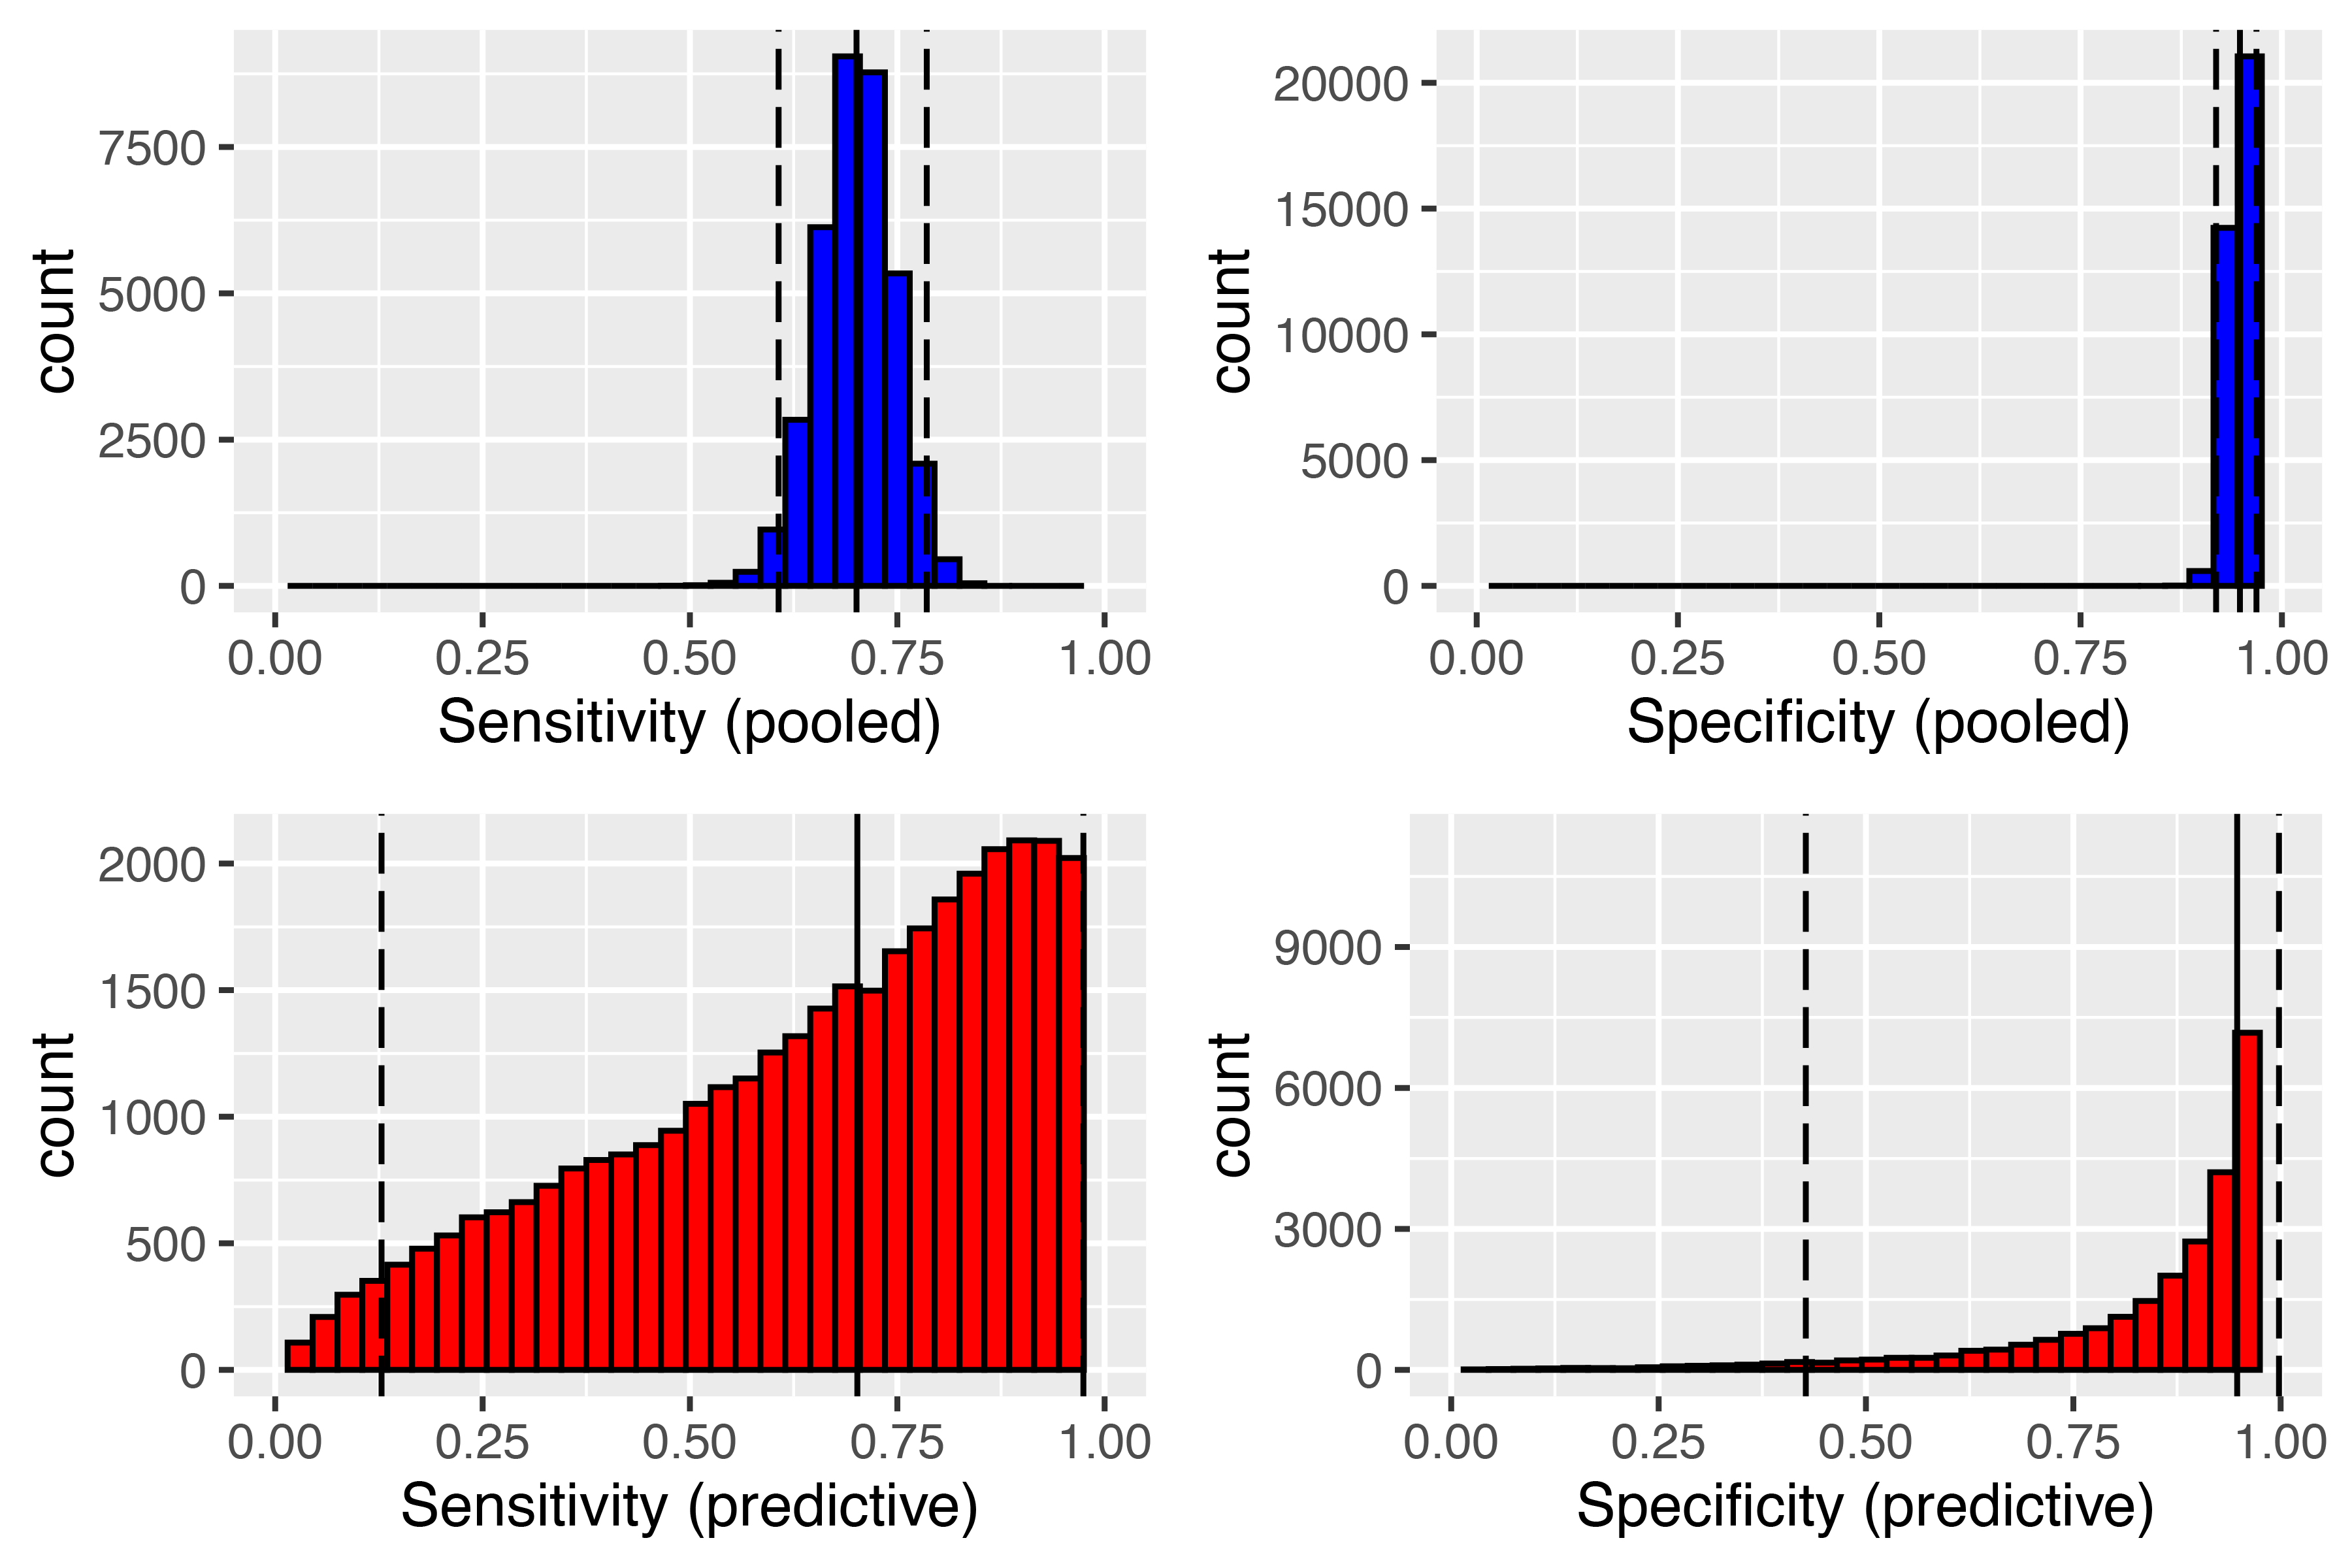 count
7500
5000
2500
0
0.00 0.25 0.50 0.75 1.00
Sensitivity (pooled)
count
20000
15000
10000
5000
0
0.00 0.25 0.50 0.75 1.00
Specificity (pooled)
count
2000
1500
1000
500
0
0.00 0.25 0.50 0.75 1.00
Sensitivity (predictive)
count
9000
6000
3000
0
0.00 0.25 0.50 0.75 1.00
Specificity (predictive)